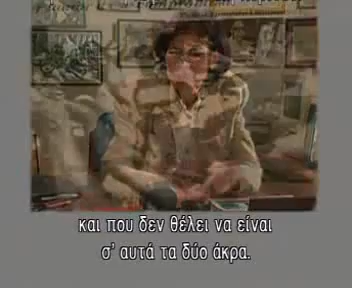 και που δεν θέλει να είναι
σ' αυτά τα δύο άκρα.